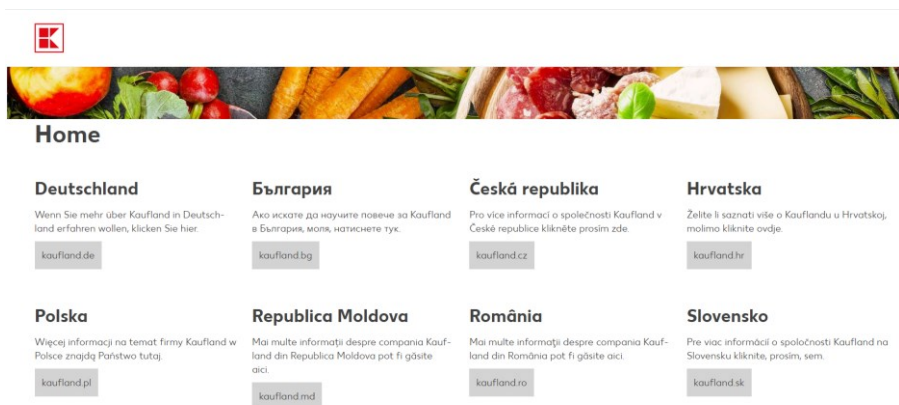 Home
Deutschland
Wenn Sie mehr über Kaufland in Deutsch-
land erfahren wollen, klicken Sie hier.
kaufland.de
България
Ако искате да научите повече за Kaufland
в България, моля, натиснете тук.
kaufland.bg
Česká republika
Pro více informací o společnosti Kaufland v
České republice klikněte prosím zde.
kaufland.cz
Hrvatska
Želite li saznati više o Kauflandu u Hrvatskoj,
molimo kliknite ovdje.
kaufland.hr
Polska
Więcej informacji na temat firmy Kaufland w
Polsce znajdą Państwo tutaj.
kaufland.pl
Republica Moldova
Mai multe informații despre compania Kauf-
land din Republica Moldova pot fi găsite
aici.
kaufland.md
România
Mai multe informaţii despre compania Kauf-
land din România pot fi găsite aici.
kaufland.ro
Slovensko
Pre viac informácií o spoločnosti Kaufland na
Slovensku kliknite, prosím, sem.
kaufland.sk